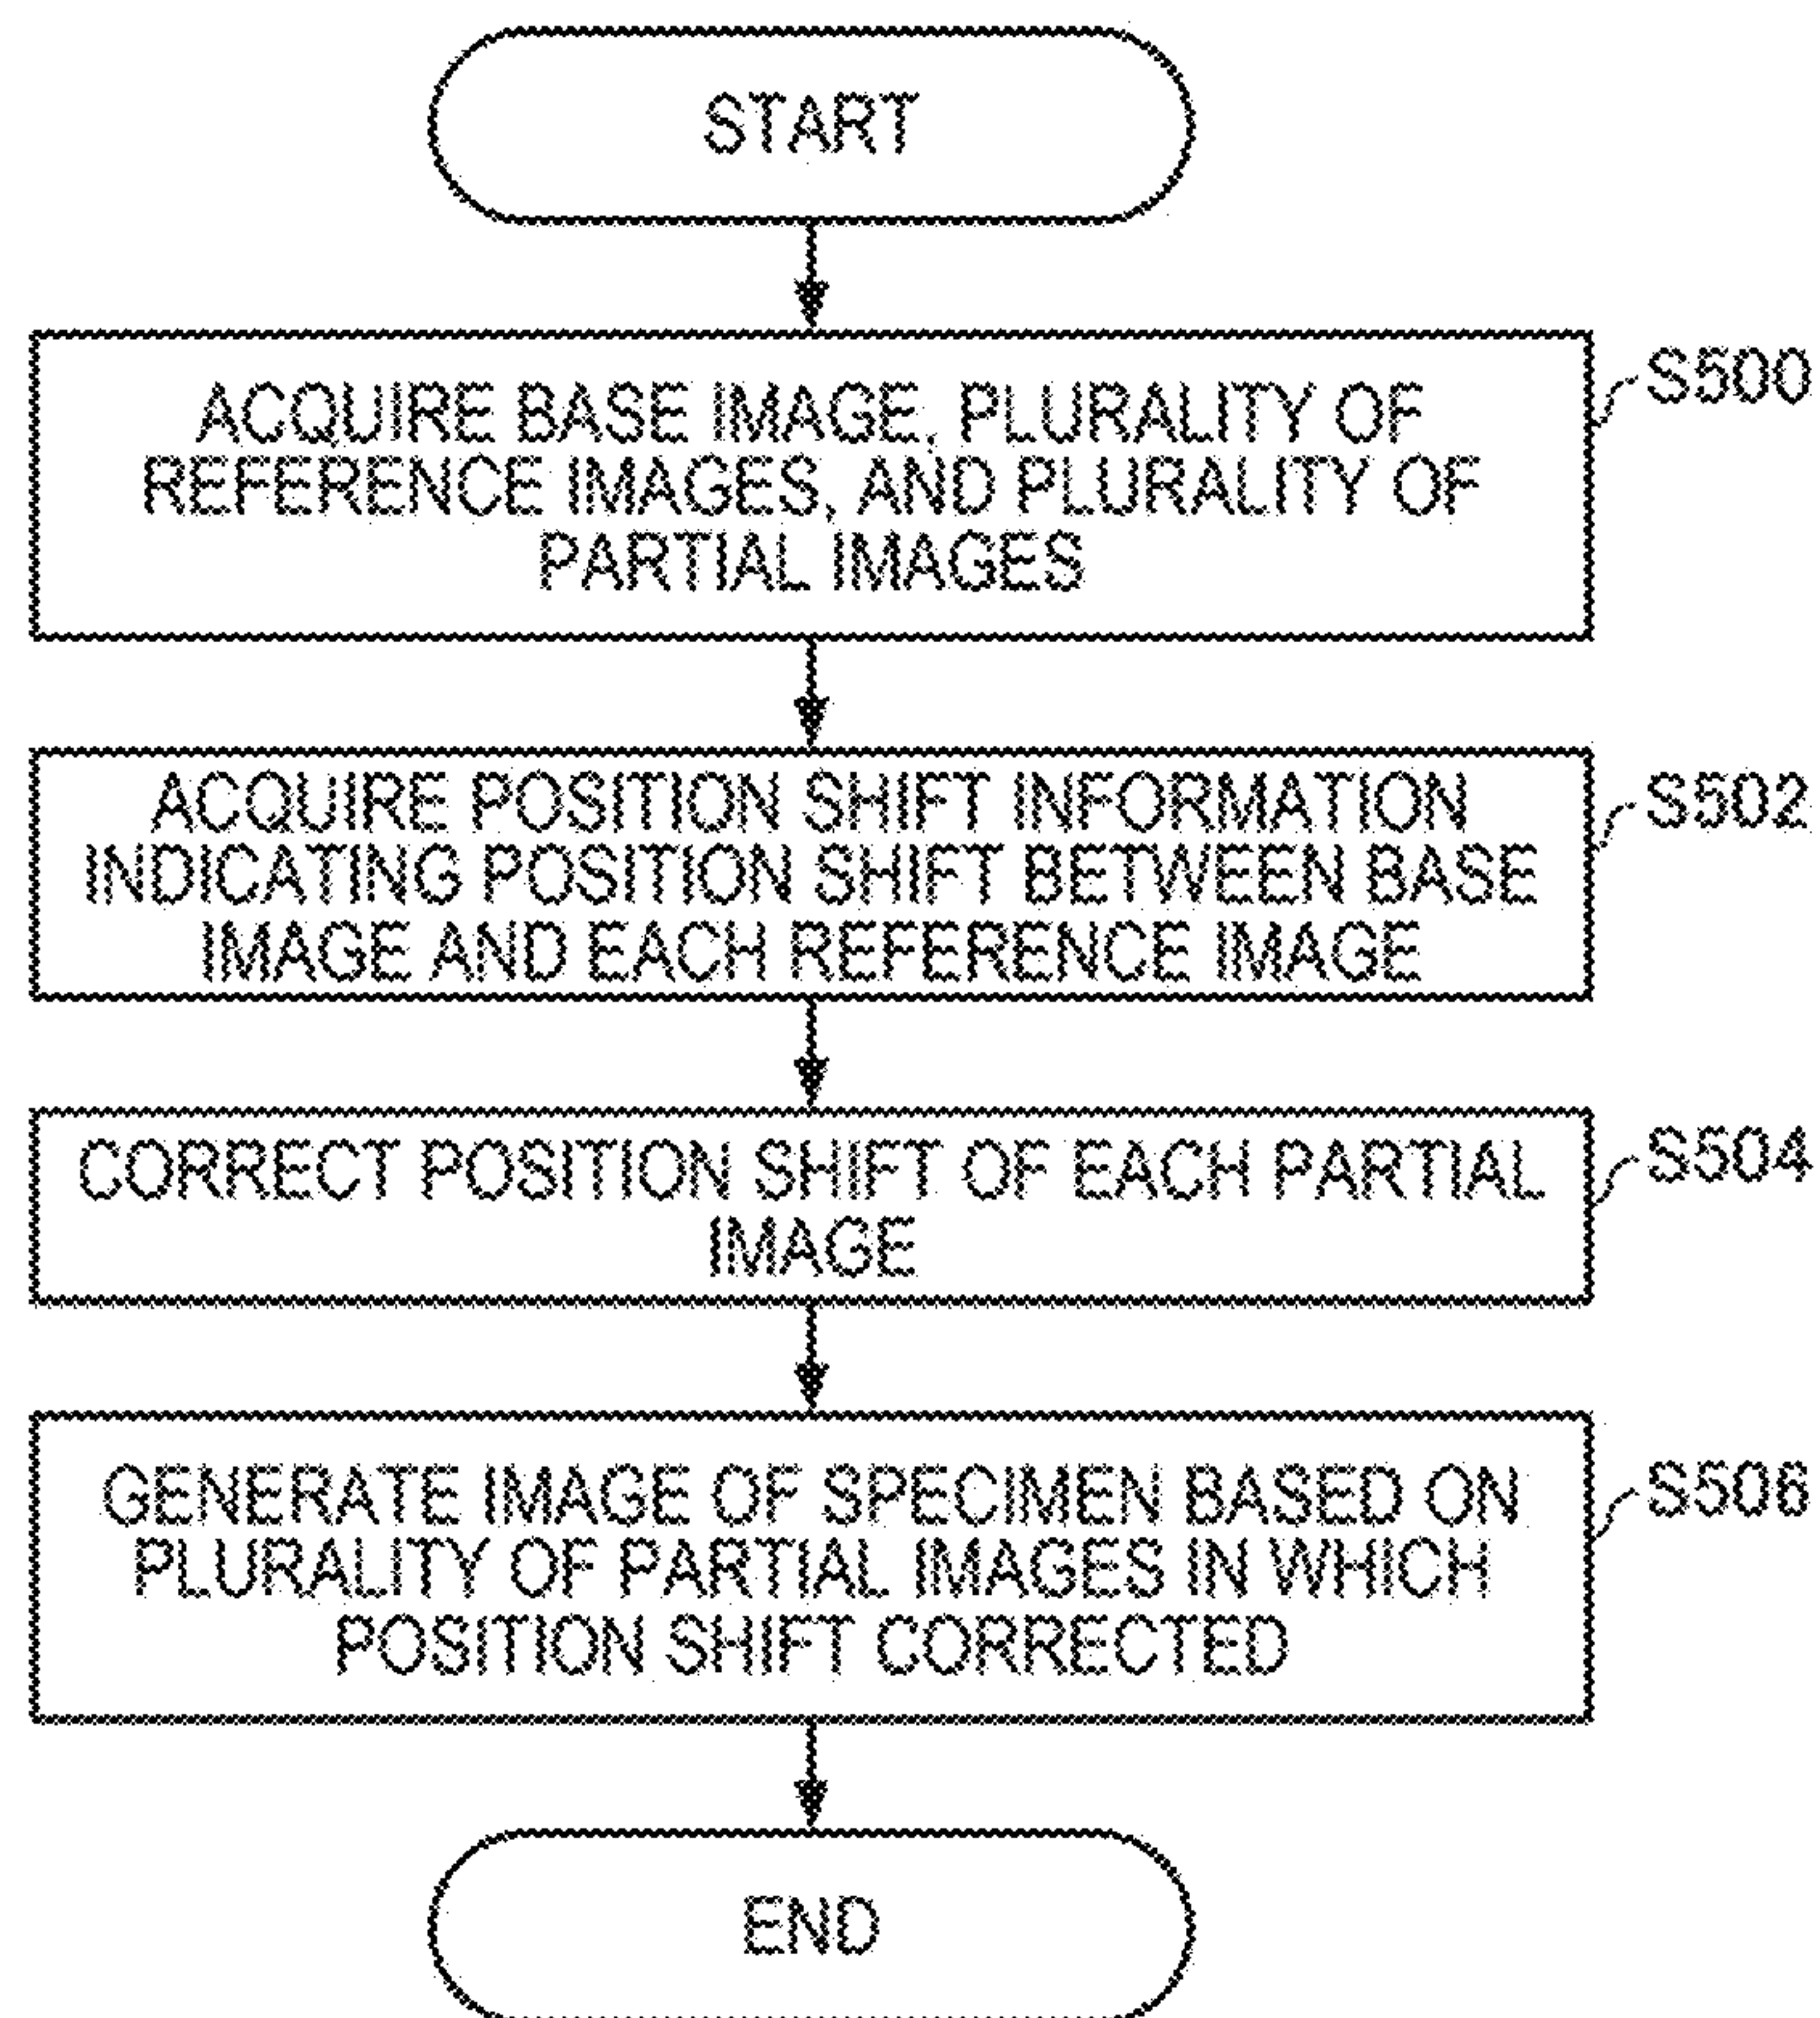 START
ACQUIRE BASE IMAGE, PLURALITY OF
REFERENCE IMAGES, AND PLURALITY OF
PARTIAL IMAGES
S500
ACQUIRE POSITION SHIFT INFORMATION
INDICATING POSITION SHIFT BETWEEN BASE
IMAGE AND EACH REFERENCE IMAGE
S502
CORRECT POSITION SHIFT OF EACH PARTIAL
IMAGE
S504
GENERATE IMAGE OF SPECIMEN BASED ON
PLURALITY OF PARTIAL IMAGES IN WHICH
POSITION SHIFT CORRECTED
S506
END